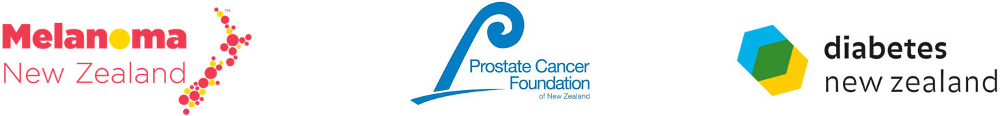 Melanoma
New Zealand
™
Prostate Cancer
Foundation
of New Zealand
diabetes
new zealand